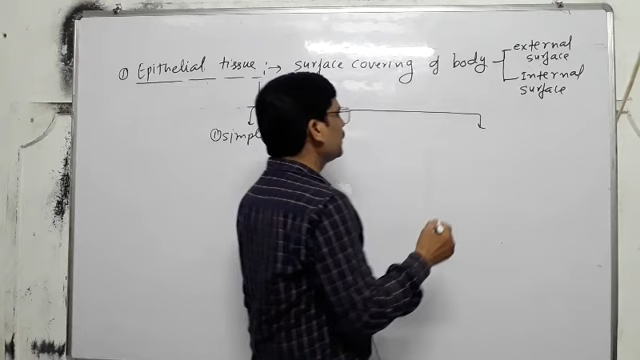 ① Epithelial tissue :→ surface covering of body
external
surface
Internal
surface
① simpl